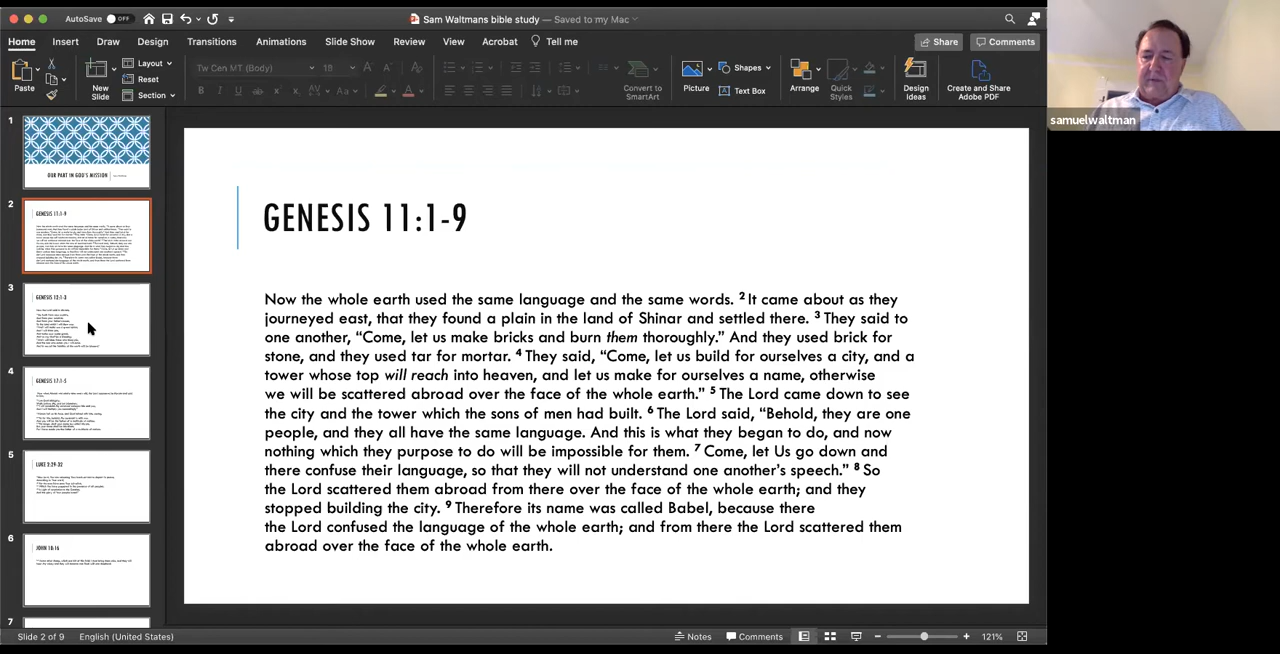 AutoSave OFF
Sam Waltmans bible study — Saved to my Mac
Home Insert Draw Design Transitions Animations Slide Show Review View Acrobat Tell me
Share Comments
Paste
New Slide
Layout
Reset
Section
Tw Cen MT (Body) 18
Convert to SmartArt
Picture
Shapes
Text Box
Arrange
Quick Styles
Design Ideas
Create and Share Adobe PDF
samuelwaltman
1
OUR PART IN GOD'S MISSION
2
GENESIS 11:1-9
3
GENESIS 12:1-3
4
GENESIS 17:1-5
5
LUKE 2:29-32
6
JOHN 10:16
7
GENESIS 11:1-9
Now the whole earth used the same language and the same words. 2 It came about as they
journeyed east, that they found a plain in the land of Shinar and settled there. 3 They said to
one another, “Come, let us make bricks and burn them thoroughly.” And they used brick for
stone, and they used tar for mortar. 4 They said, “Come, let us build for ourselves a city, and a
tower whose top will reach into heaven, and let us make for ourselves a name, otherwise
we will be scattered abroad over the face of the whole earth.” 5 The Lord came down to see
the city and the tower which the sons of men had built. 6 The Lord said, “Behold, they are one
people, and they all have the same language. And this is what they began to do, and now
nothing which they purpose to do will be impossible for them. 7 Come, let Us go down and
there confuse their language, so that they will not understand one another’s speech.” 8 So
the Lord scattered them abroad from there over the face of the whole earth; and they
stopped building the city. 9 Therefore its name was called Babel, because there
the Lord confused the language of the whole earth; and from there the Lord scattered them
abroad over the face of the whole earth.
Slide 2 of 9 English (United States)
Notes Comments 121%